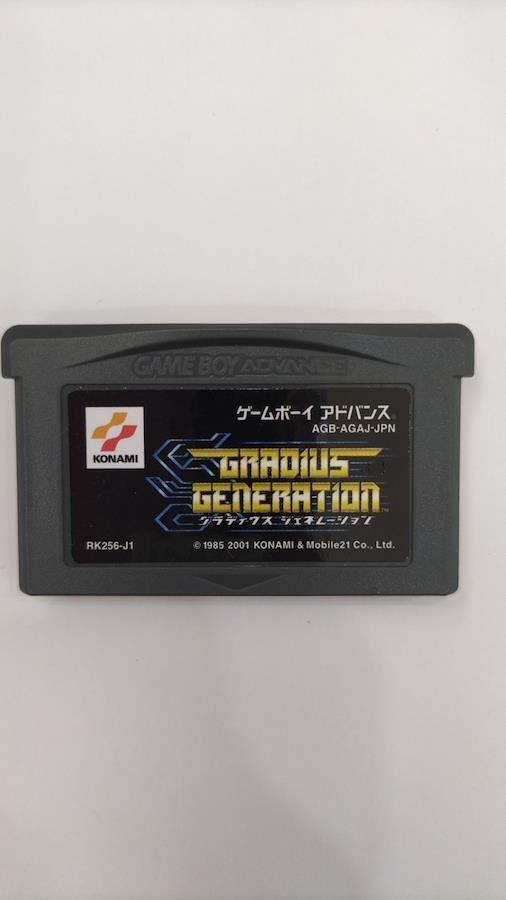 GAME BOY ADVANCE
ゲームボーイ アドバンス
AGB-AGAJ-JPN
KONAMI
GRADIUS
GENERATION™
グラディウス ジェネレーション
RK256-J1
© 1985 2001 KONAMI & Mobile21 Co., Ltd.